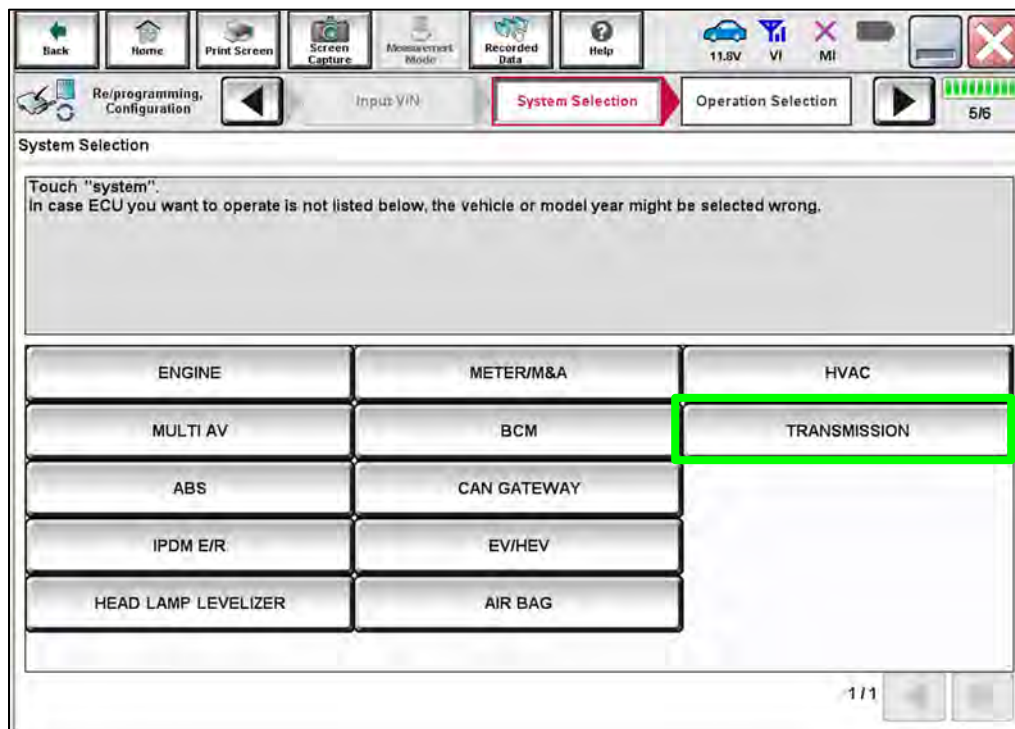 Back
Home
Print Screen
Screen Capture
Measurement Mode
Recorded Data
Help
11.8V
VI
MI
Re/programming, Configuration
Input VIN
System Selection
Operation Selection
5/6
System Selection
Touch "system".
In case ECU you want to operate is not listed below, the vehicle or model year might be selected wrong.
ENGINE
METER/M&A
HVAC
MULTI AV
BCM
TRANSMISSION
ABS
CAN GATEWAY
IPDM E/R
EV/HEV
HEAD LAMP LEVELIZER
AIR BAG
1/1